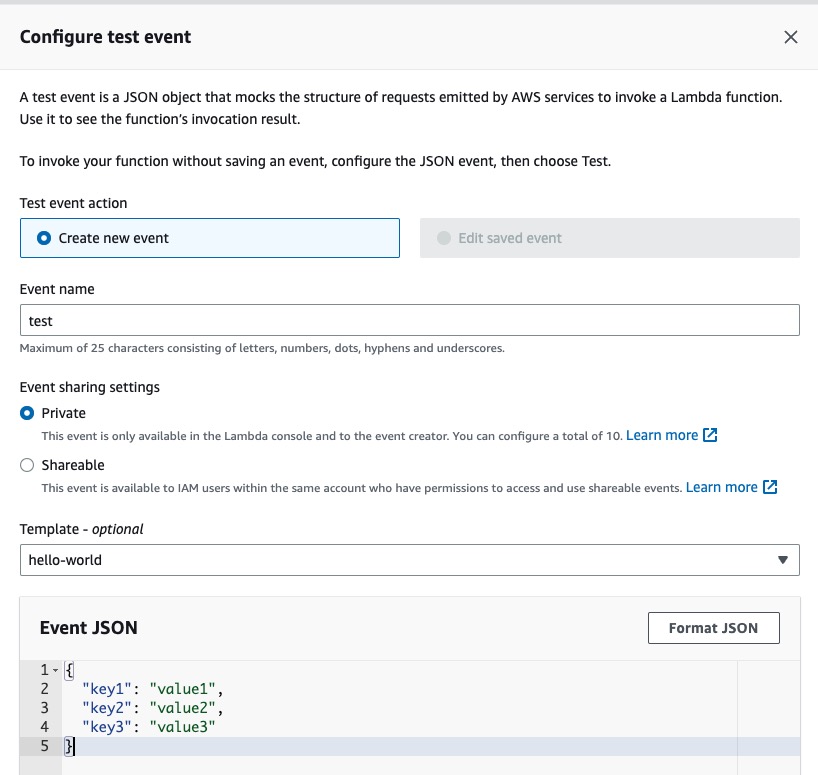 Configure test event
A test event is a JSON object that mocks the structure of requests emitted by AWS services to invoke a Lambda function.
Use it to see the function's invocation result.
To invoke your function without saving an event, configure the JSON event, then choose Test.
Test event action
Create new event
Edit saved event
Event name
test
Maximum of 25 characters consisting of letters, numbers, dots, hyphens and underscores.
Event sharing settings
Private
This event is only available in the Lambda console and to the event creator. You can configure a total of 10. Learn more
Shareable
This event is available to IAM users within the same account who have permissions to access and use shareable events. Learn more
Template - optional
hello-world
Event JSON
Format JSON
1 {
2 "key1": "value1",
3 "key2": "value2",
4 "key3": "value3"
5 }